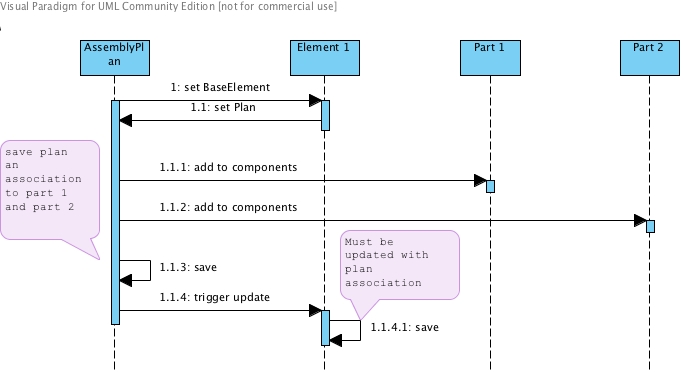 Visual Paradigm for UML Community Edition [not for commercial use]
AssemblyPl
an
Element 1
Part 1
Part 2
1: set BaseElement
1.1: set Plan
save plan
an
association
to part 1
and part 2
1.1.1: add to components
1.1.2: add to components
Must be
updated with
plan
association
1.1.3: save
1.1.4: trigger update
1.1.4.1: save